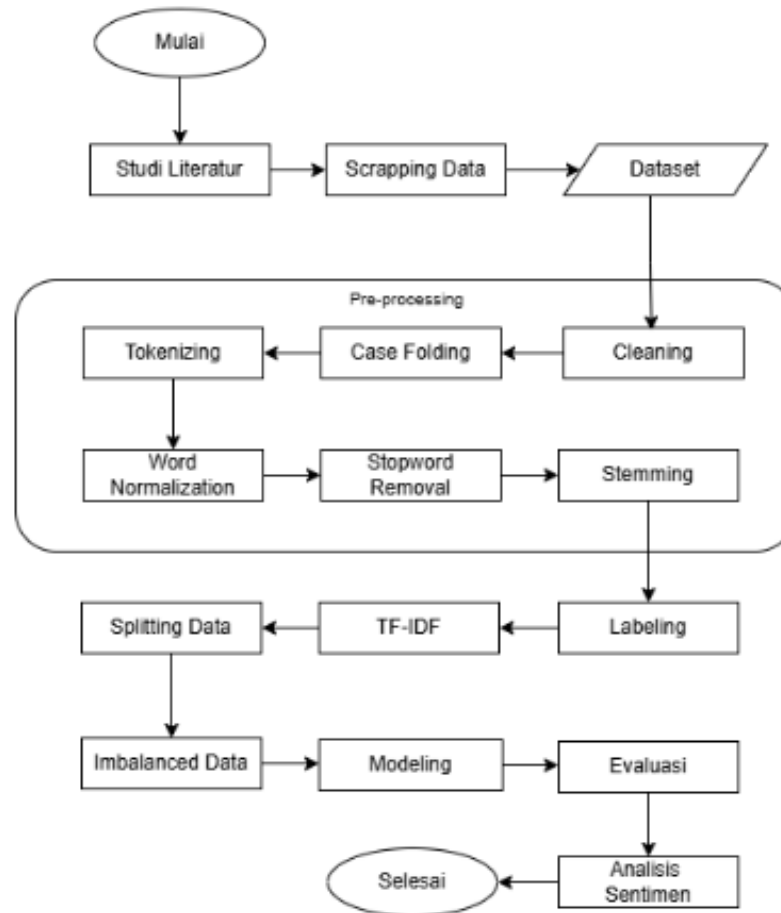 Mulai
Studi Literatur
Scrapping Data
Dataset
Pre-processing
Tokenizing
Case Folding
Cleaning
Word
Normalization
Stopword
Removal
Stemming
Splitting Data
TF-IDF
Labeling
Imbalanced Data
Modeling
Evaluasi
Selesai
Analisis
Sentimen